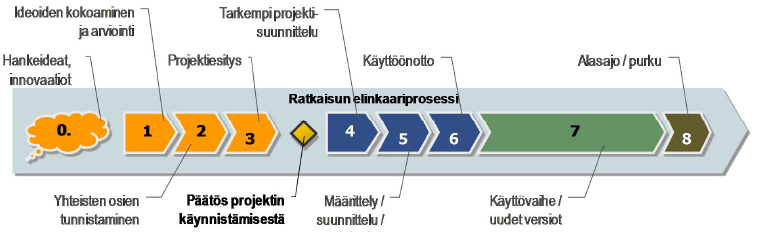 Ideoiden kokoaminen
ja arviointi
Tarkempi projekti-
suunnittelu
Hankeideat,
innovaatiot
Projektiesitys
Käyttöönotto
Alasajo / purku
Ratkaisun elinkaariprosessi
0.
1
2
3
4
5
6
7
8
Yhteisten osien
tunnistaminen
Päätös projektin
käynnistämisestä
Määrittely /
suunnittelu /
Käyttövaihe /
uudet versiot